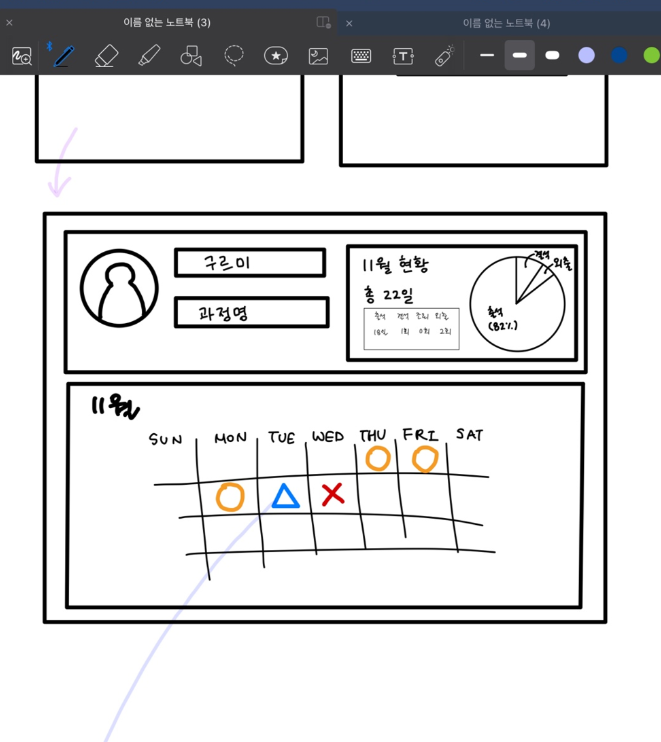 이름 없는 노트북 (3)
이름 없는 노트북 (4)
T
구르미
과정명
11월 현황
총 22일
출석 결석 조퇴 외출
18일 1회 0회 2회
결석
외출
출석
(82%)
11월
SUN MON TUE WED THU FRI SAT